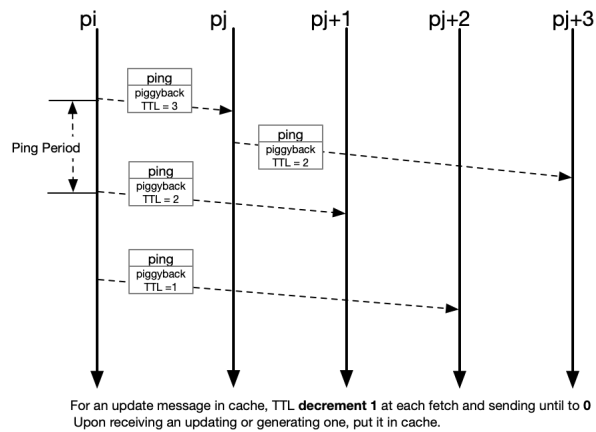 pi pj pj+1 pj+2 pj+3
ping
piggyback
TTL = 3
ping
piggyback
TTL = 2
Ping Period
ping
piggyback
TTL = 2
ping
piggyback
TTL =1
For an update message in cache, TTL decrement 1 at each fetch and sending until to 0
Upon receiving an updating or generating one, put it in cache.